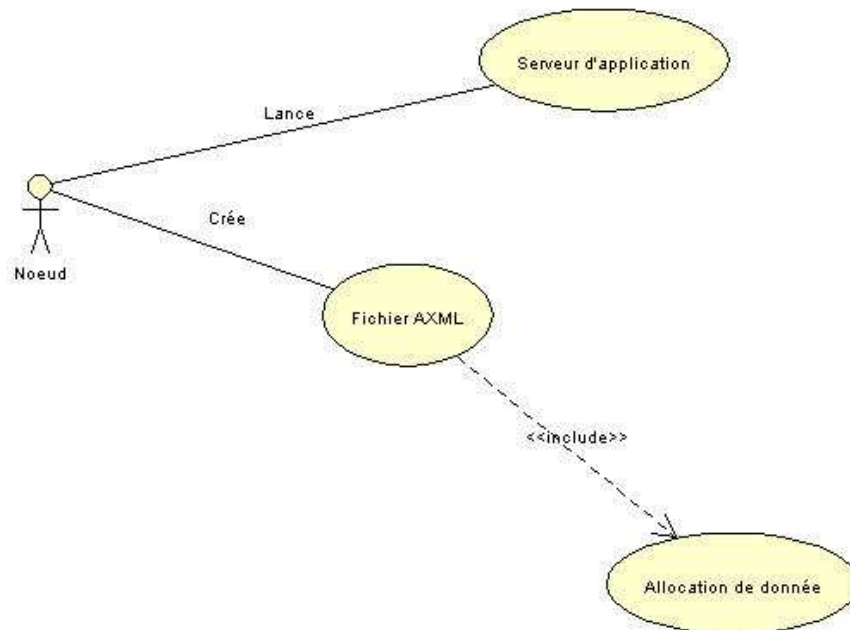 Serveur d'application
Lance
Crée
Noeud
Fichier AXML
<<include>>
Allocation de donnée